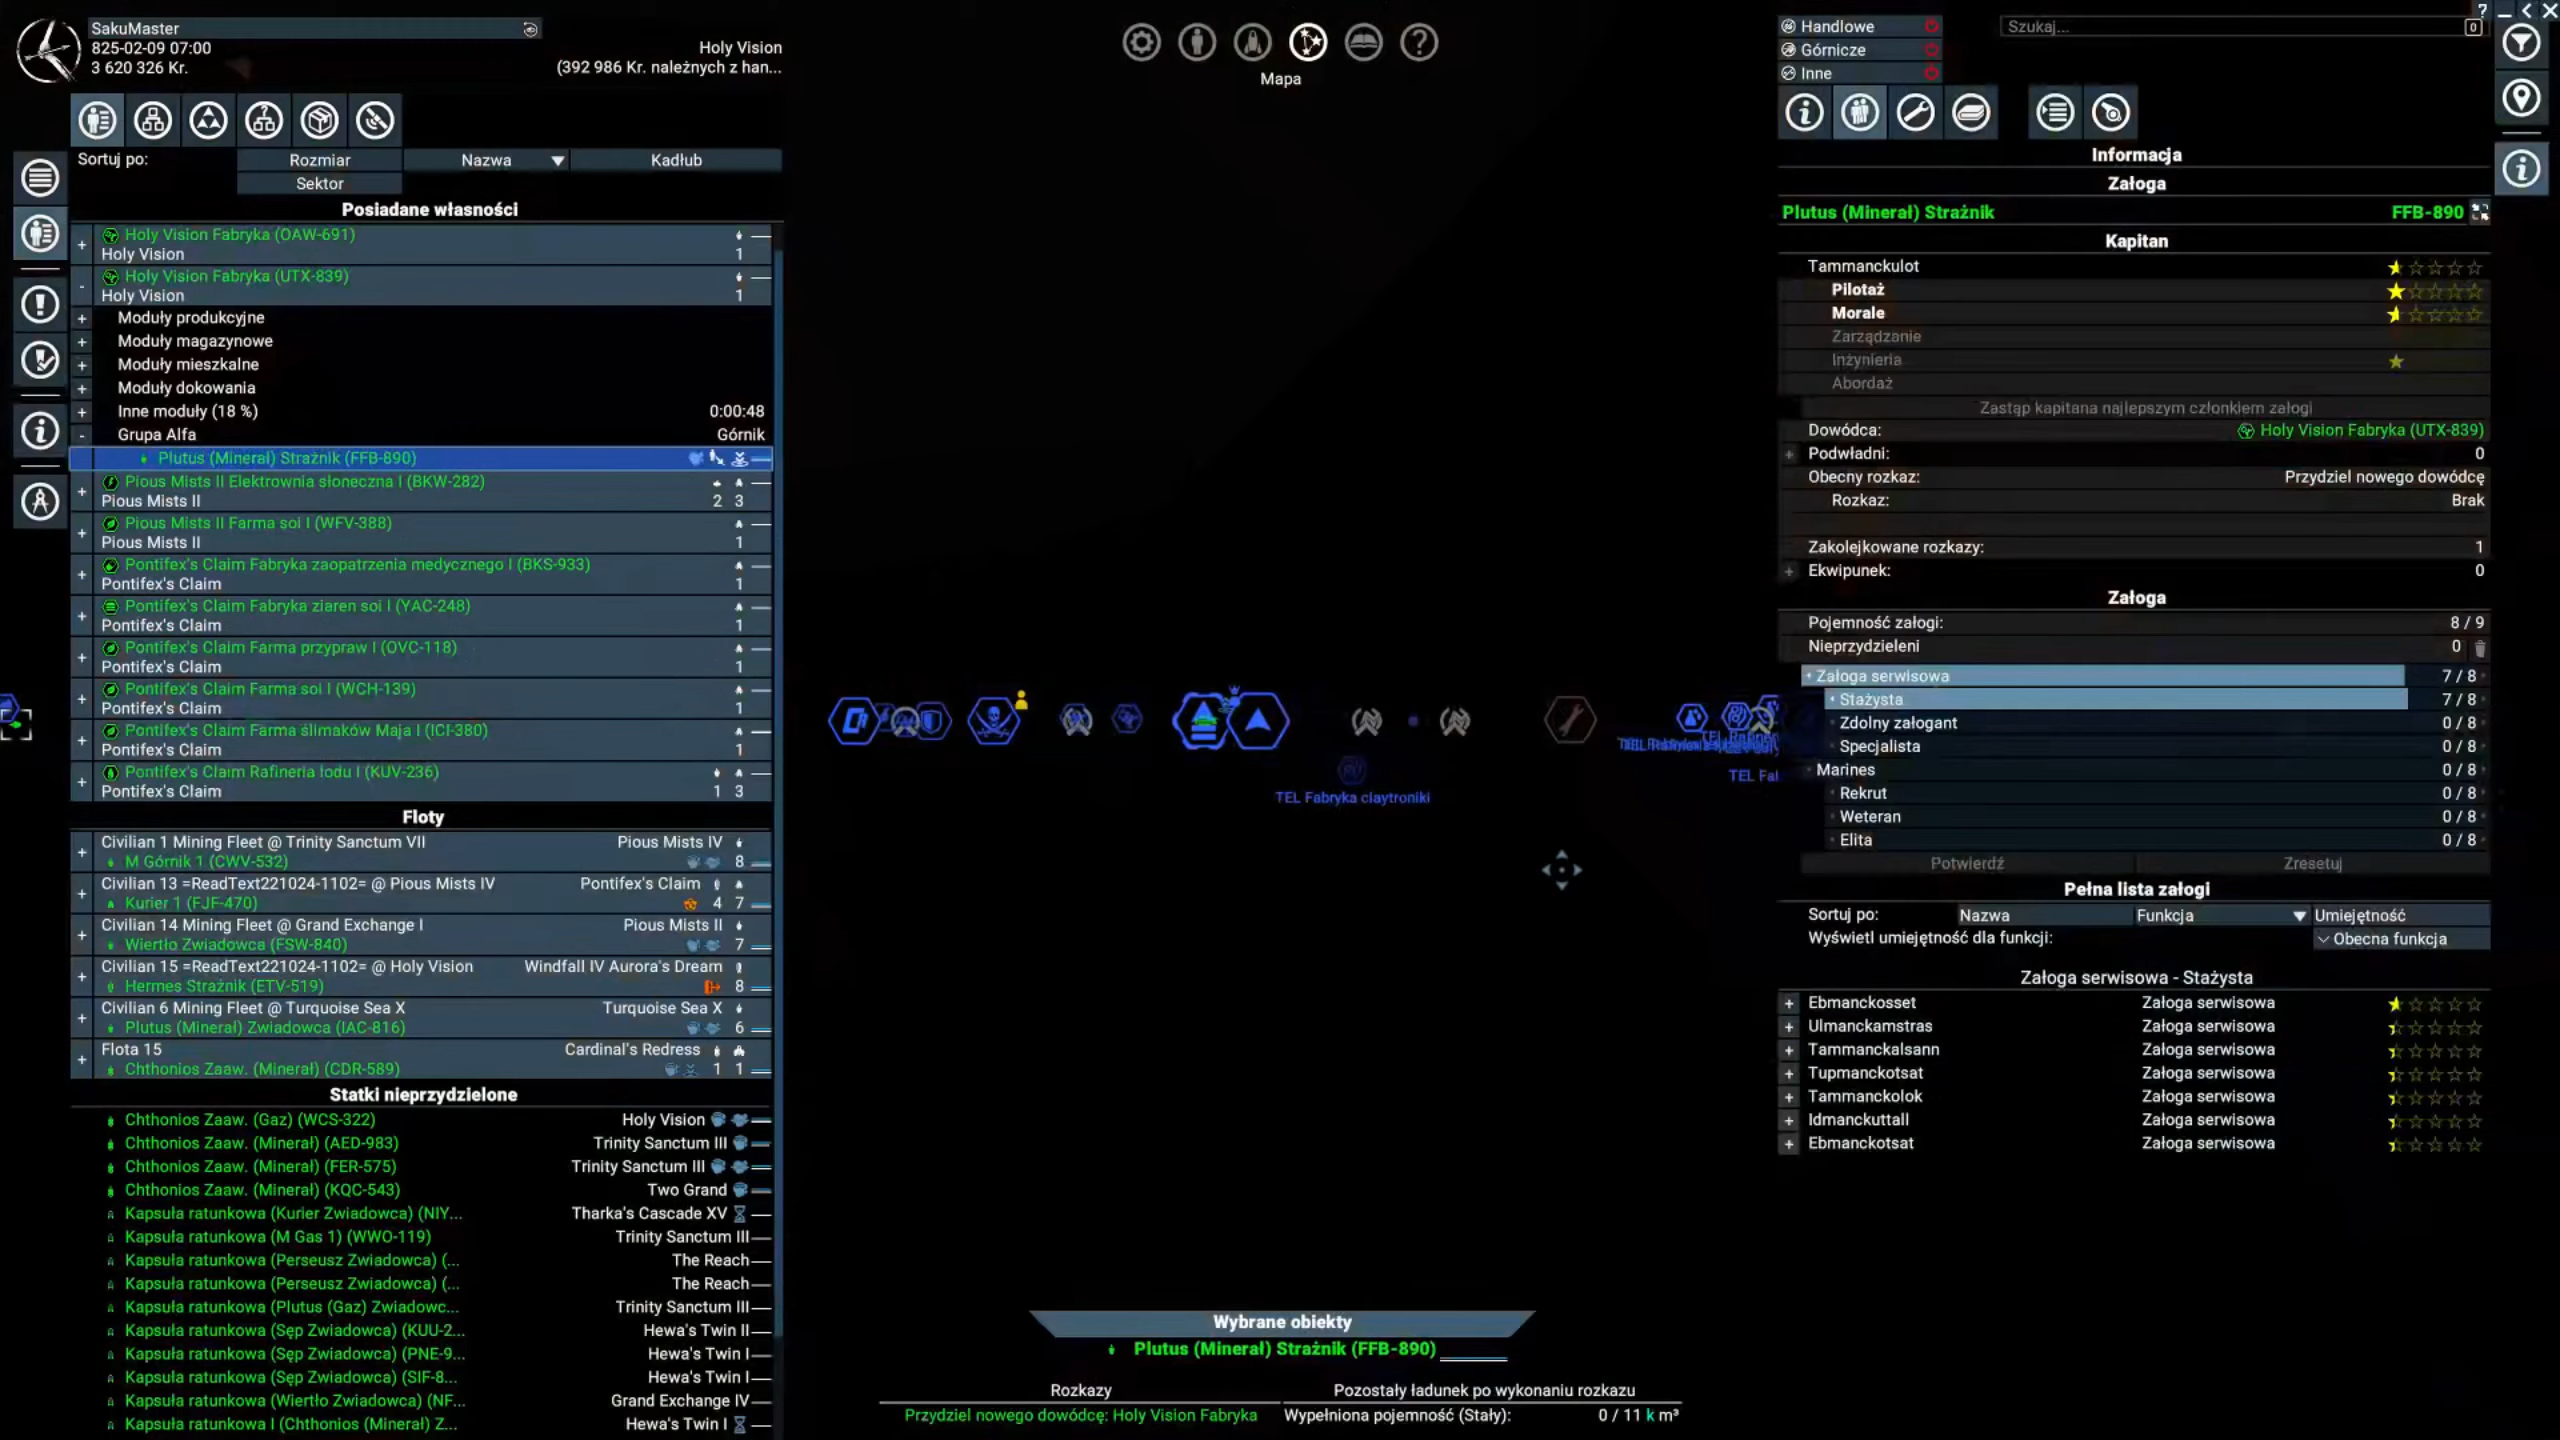 SakuMaster
825-02-09 07:00
3 620 326 Kr.
Holy Vision
(392 986 Kr. należnych z han...
Sortuj po:
Rozmiar
Nazwa
Kadłub
Sektor
Posiadane własności
Holy Vision Fabryka (OAW-691)
Holy Vision 1
Holy Vision Fabryka (UTX-839)
Holy Vision 1
Moduły produkcyjne
Moduły magazynowe
Moduły mieszkalne
Moduły dokowania
Inne moduły (18 %) 0:00:48
Grupa Alfa Górnik
Plutus (Minerał) Strażnik (FFB-890)
Pious Mists II Elektrownia słoneczna I (BKW-282)
Pious Mists II 2 3
Pious Mists II Farma soi I (WFV-388)
Pious Mists II 1
Pontifex's Claim Fabryka zaopatrzenia medycznego I (BKS-933)
Pontifex's Claim 1
Pontifex's Claim Fabryka ziaren soi I (YAC-248)
Pontifex's Claim 1
Pontifex's Claim Farma przypraw I (OVC-118)
Pontifex's Claim 1
Pontifex's Claim Farma soi I (WCH-139)
Pontifex's Claim 1
Pontifex's Claim Farma ślimaków Maja I (ICI-380)
Pontifex's Claim 1
Pontifex's Claim Rafineria lodu I (KUV-236)
Pontifex's Claim 1 3
Floty
Civilian 1 Mining Fleet @ Trinity Sanctum VII Pious Mists IV
M Górnik 1 (CWV-532) 8
Civilian 13 =ReadText221024-1102= @ Pious Mists IV Pontifex's Claim
Kurier 1 (FJF-470) 4 7
Civilian 14 Mining Fleet @ Grand Exchange I Pious Mists II
Wiertło Zwiadowca (FSW-840) 7
Civilian 15 =ReadText221024-1102= @ Holy Vision Windfall IV Aurora's Dream
Hermes Strażnik (ETV-519) 8
Civilian 6 Mining Fleet @ Turquoise Sea X Turquoise Sea X
Plutus (Minerał) Zwiadowca (IAC-816) 6
Flota 15 Cardinal's Redress
Chthonios Zaaw. (Minerał) (CDR-589) 1 1
Statki nieprzydzielone
Chthonios Zaaw. (Gaz) (WCS-322) Holy Vision
Chthonios Zaaw. (Minerał) (AED-983) Trinity Sanctum III
Chthonios Zaaw. (Minerał) (FER-575) Trinity Sanctum III
Chthonios Zaaw. (Minerał) (KQC-543) Two Grand
Kapsuła ratunkowa (Kurier Zwiadowca) (NIY... Tharka's Cascade XV
Kapsuła ratunkowa (M Gas 1) (WWO-119) Trinity Sanctum III
Kapsuła ratunkowa (Perseusz Zwiadowca) (... The Reach
Kapsuła ratunkowa (Perseusz Zwiadowca) (... The Reach
Kapsuła ratunkowa (Plutus (Gaz) Zwiadowc... Trinity Sanctum III
Kapsuła ratunkowa (Sęp Zwiadowca) (KUU-2... Hewa's Twin II
Kapsuła ratunkowa (Sęp Zwiadowca) (PNE-9... Hewa's Twin I
Kapsuła ratunkowa (Sęp Zwiadowca) (SIF-8... Hewa's Twin I
Kapsuła ratunkowa (Wiertło Zwiadowca) (NF... Grand Exchange IV
Kapsuła ratunkowa I (Chthonios (Minerał) Z... Hewa's Twin I
Mapa
TEL Fabryka claytroniki
TEL Fal
Wybrane obiekty
Plutus (Minerał) Strażnik (FFB-890)
Rozkazy
Pozostały ładunek po wykonaniu rozkazu
Przydziel nowego dowódcę: Holy Vision Fabryka
Wypełniona pojemność (Stały): 0 / 11 k m³
Handlowe
Górnicze
Inne
Szukaj...
0
Informacja
Załoga
Plutus (Minerał) Strażnik FFB-890
Kapitan
Tammanckulot
Pilotaż
Morale
Zarządzanie
Inżynieria
Abordaż
Zastąp kapitana najlepszym członkiem załogi
Dowódca: Holy Vision Fabryka (UTX-839)
Podwładni: 0
Obecny rozkaz: Przydziel nowego dowódcę
Rozkaz: Brak
Zakolejkowane rozkazy: 1
Ekwipunek: 0
Załoga
Pojemność załogi: 8 / 9
Nieprzydzieleni 0
Załoga serwisowa 7 / 8
Stażysta 7 / 8
Zdolny załogant 0 / 8
Specjalista 0 / 8
Marines 0 / 8
Rekrut 0 / 8
Weteran 0 / 8
Elita 0 / 8
Potwierdź
Zresetuj
Pełna lista załogi
Sortuj po: Nazwa Funkcja Umiejętność
Wyświetl umiejętność dla funkcji: Obecna funkcja
Załoga serwisowa - Stażysta
Ebmanckosset Załoga serwisowa
Ulmanckamstras Załoga serwisowa
Tammanckalsann Załoga serwisowa
Tupmanckotsat Załoga serwisowa
Tammanckolok Załoga serwisowa
Idmanckuttall Załoga serwisowa
Ebmanckotsat Załoga serwisowa